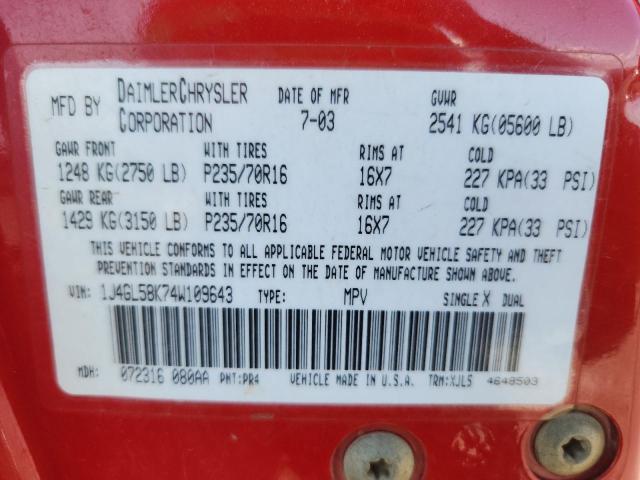 MFD BY DAIMLERCHRYSLER CORPORATION DATE OF MFR 7-03 GVWR 2541 KG(05600 LB)
GAWR FRONT WITH TIRES RIMS AT COLD
1248 KG(2750 LB) P235/70R16 16X7 227 KPA(33 PSI)
GAWR REAR WITH TIRES RIMS AT COLD
1429 KG(3150 LB) P235/70R16 16X7 227 KPA(33 PSI)
THIS VEHICLE CONFORMS TO ALL APPLICABLE FEDERAL MOTOR VEHICLE SAFETY AND THEFT
PREVENTION STANDARDS IN EFFECT ON THE DATE OF MANUFACTURE SHOWN ABOVE.
VIN: 1J4GL58K74W109643 TYPE: MPV SINGLE X DUAL
MDH: 072316 080AA PNT:PR4 VEHICLE MADE IN U.S.A. TRM:XJL5 4648503